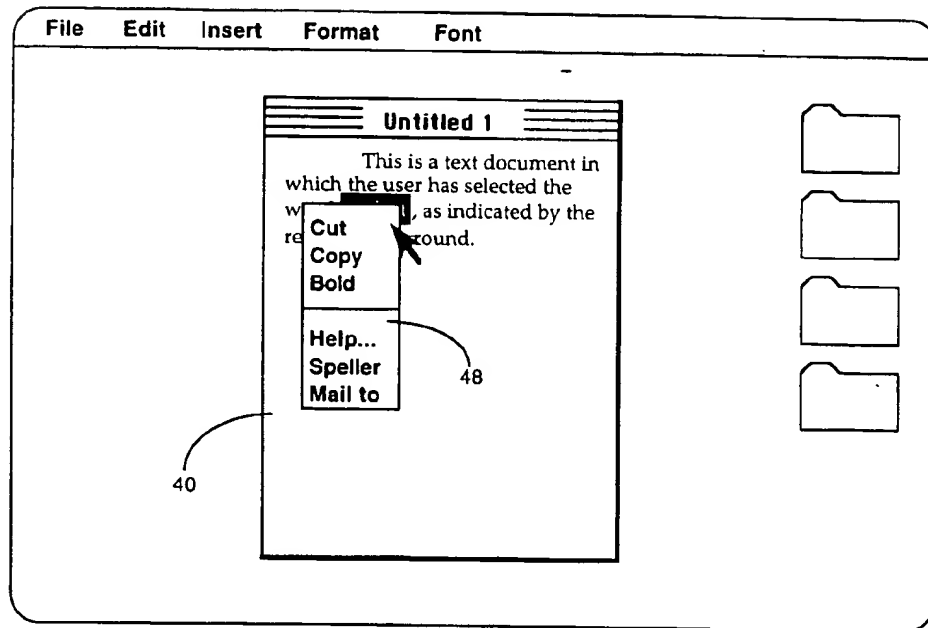 File Edit Insert Format Font
Untitled 1
This is a text document in
which the user has selected the
, as indicated by the
round.
Cut
Copy
Bold
Help...
Speller
Mail to
48
40